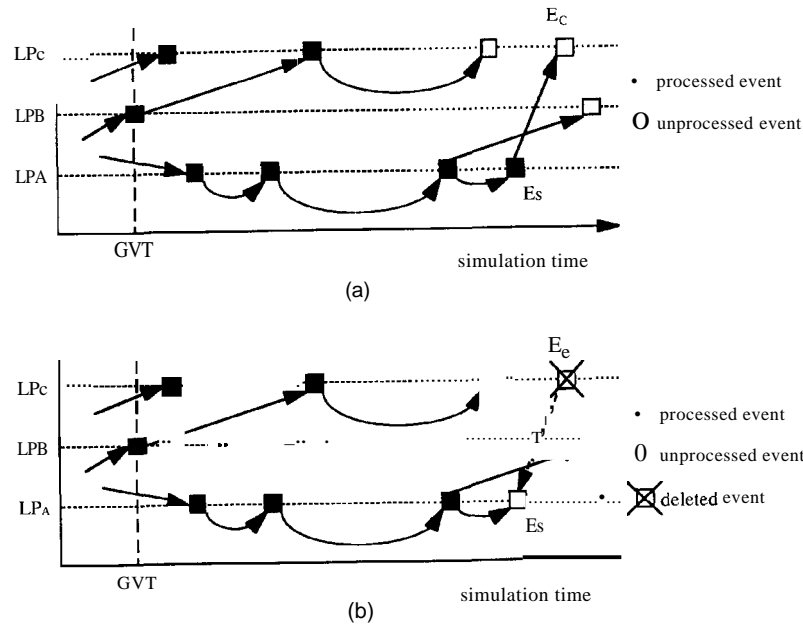 E_C
LPc
LPB
LPA
Es
GVT
simulation time
• processed event
O unprocessed event
(a)
E_e
LPc
LPB
T
LPA
Es
GVT
simulation time
• processed event
0 unprocessed event
deleted event
(b)